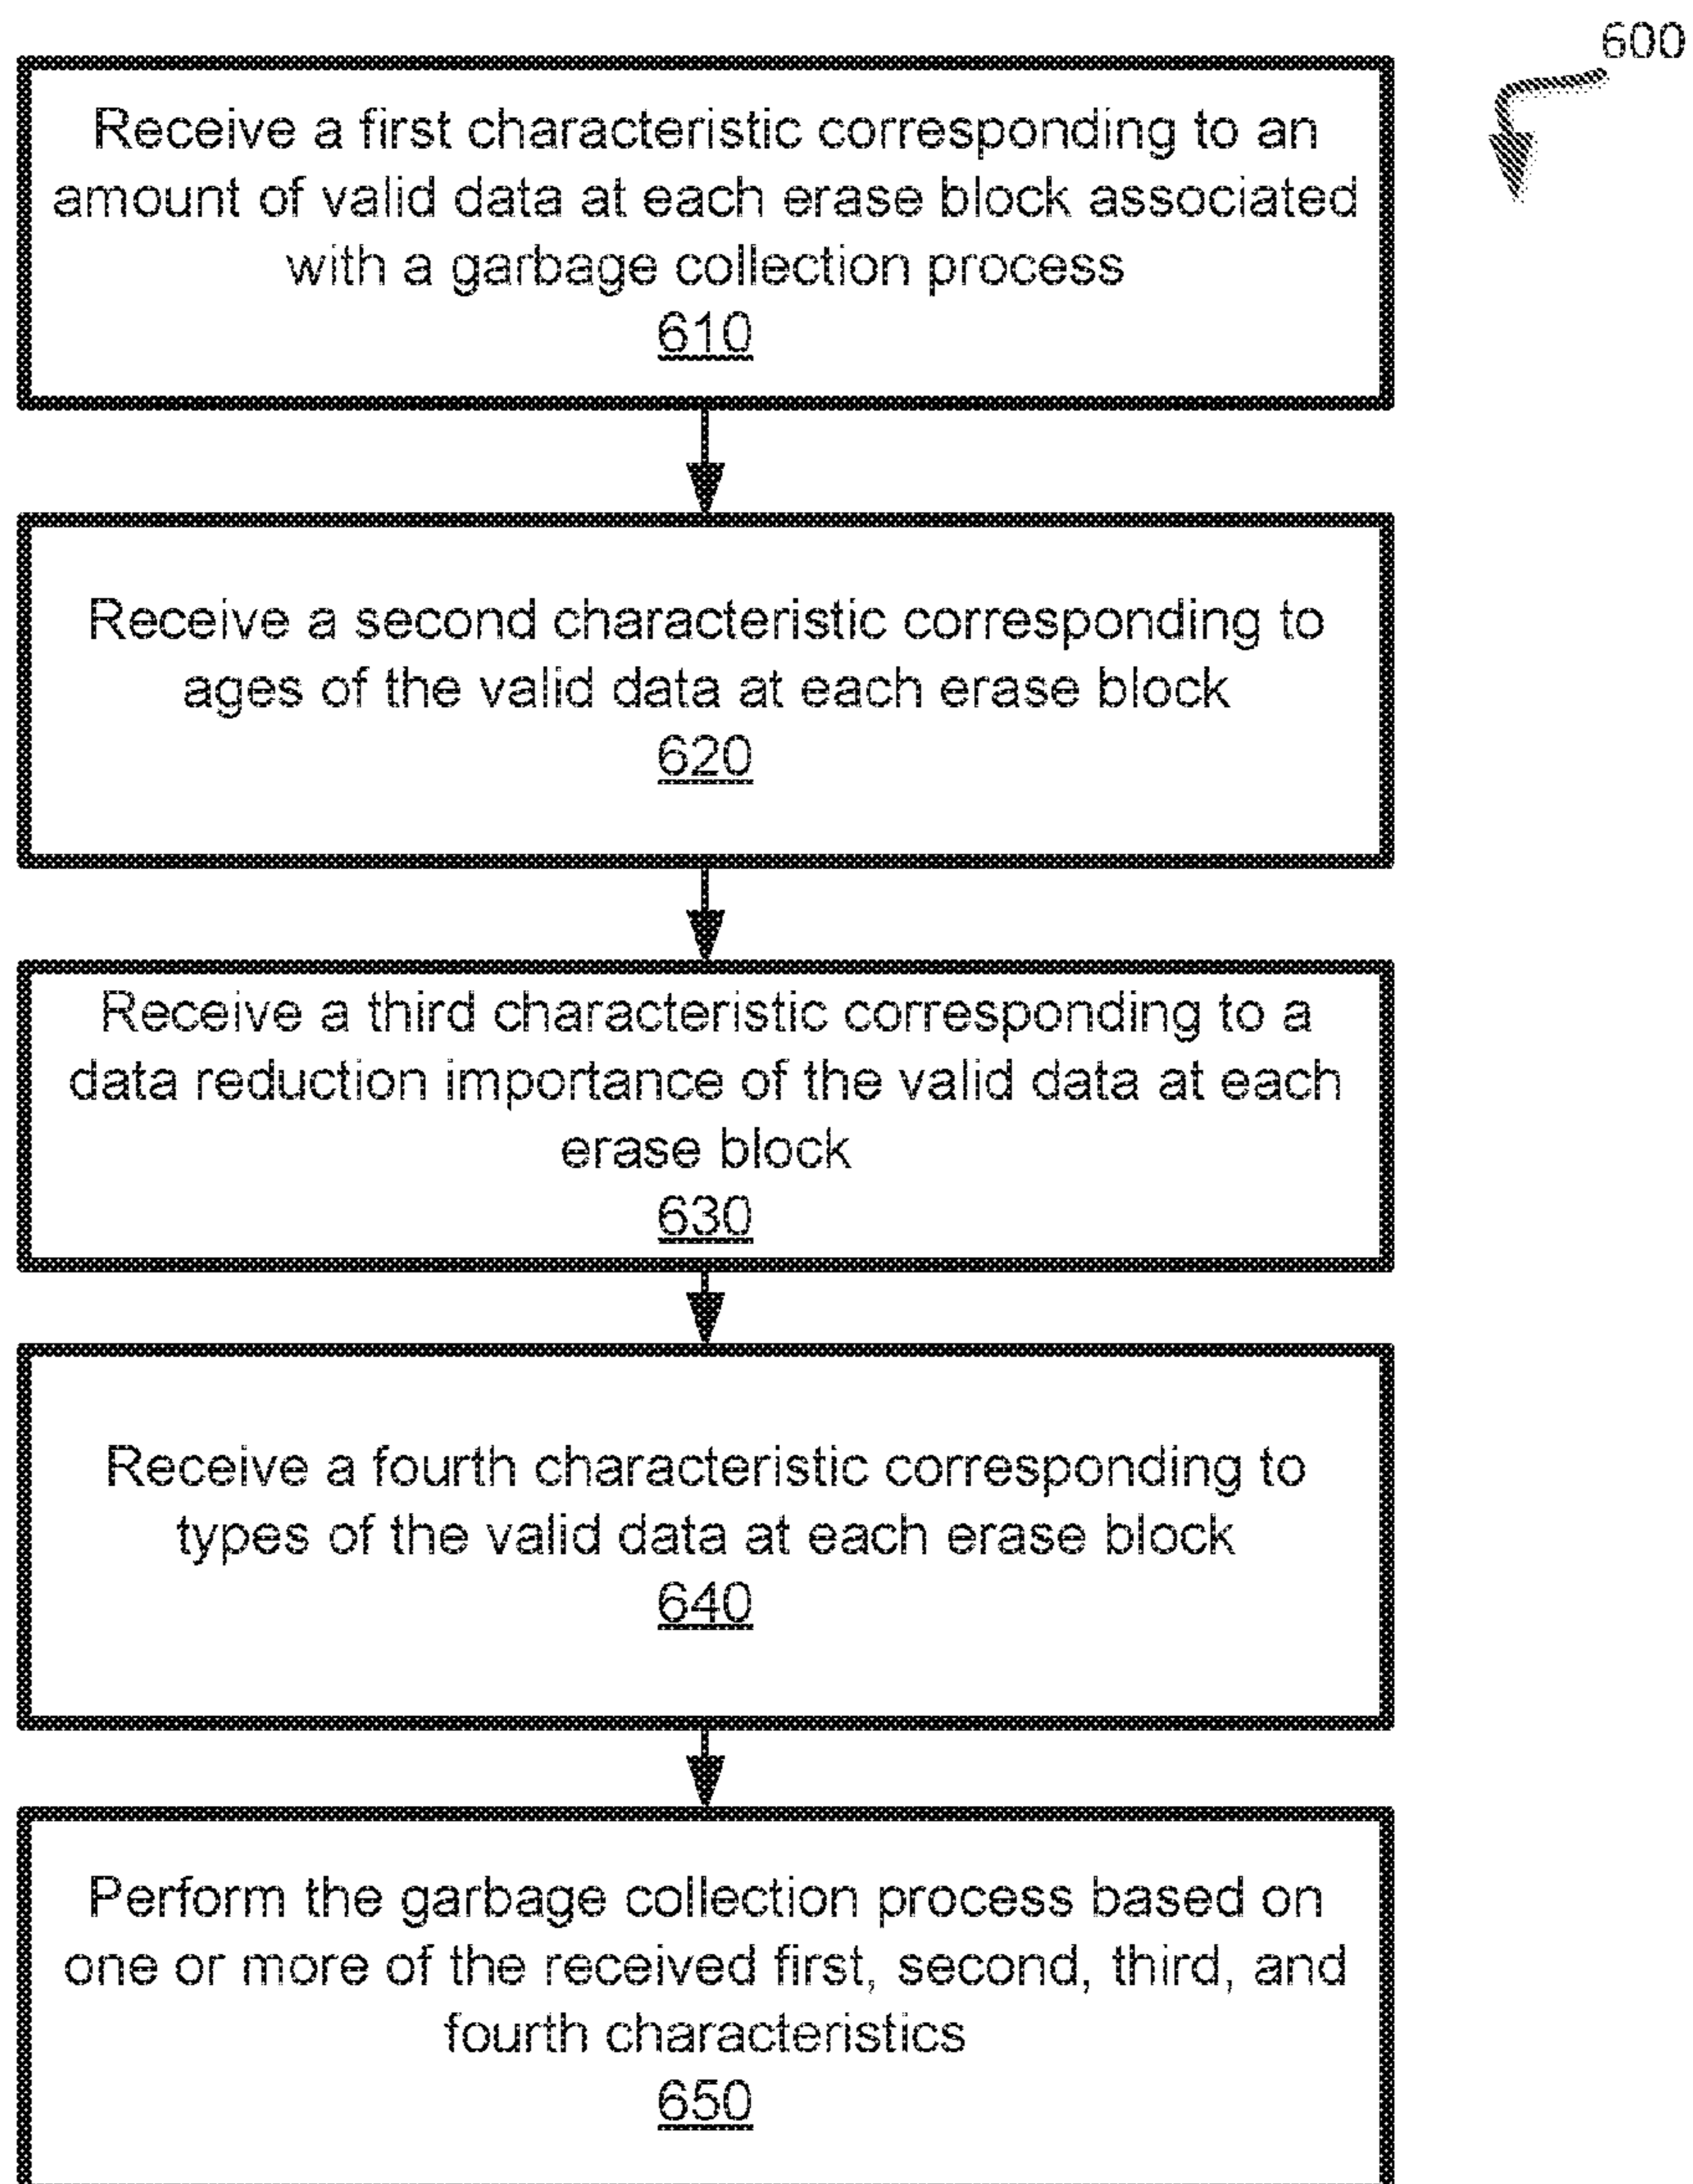 600
Receive a first characteristic corresponding to an
amount of valid data at each erase block associated
with a garbage collection process
610
Receive a second characteristic corresponding to
ages of the valid data at each erase block
620
Receive a third characteristic corresponding to a
data reduction importance of the valid data at each
erase block
630
Receive a fourth characteristic corresponding to
types of the valid data at each erase block
640
Perform the garbage collection process based on
one or more of the received first, second, third, and
fourth characteristics
650